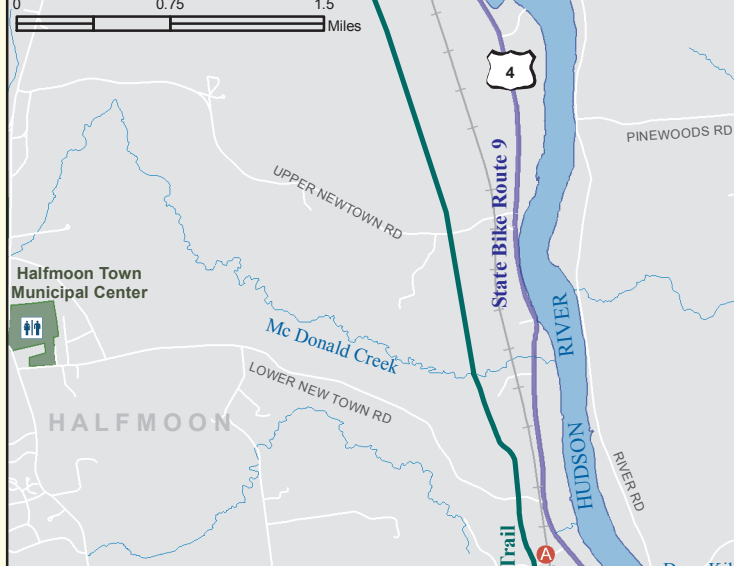 0 0.75 1.5
Miles
4
PINEWOODS RD
State Bike Route 9
UPPER NEWTOWN RD
Halfmoon Town
Municipal Center
RIVER
Mc Donald Creek
LOWER NEW TOWN RD
HALFMOON
HUDSON
RIVER RD
Trail
A